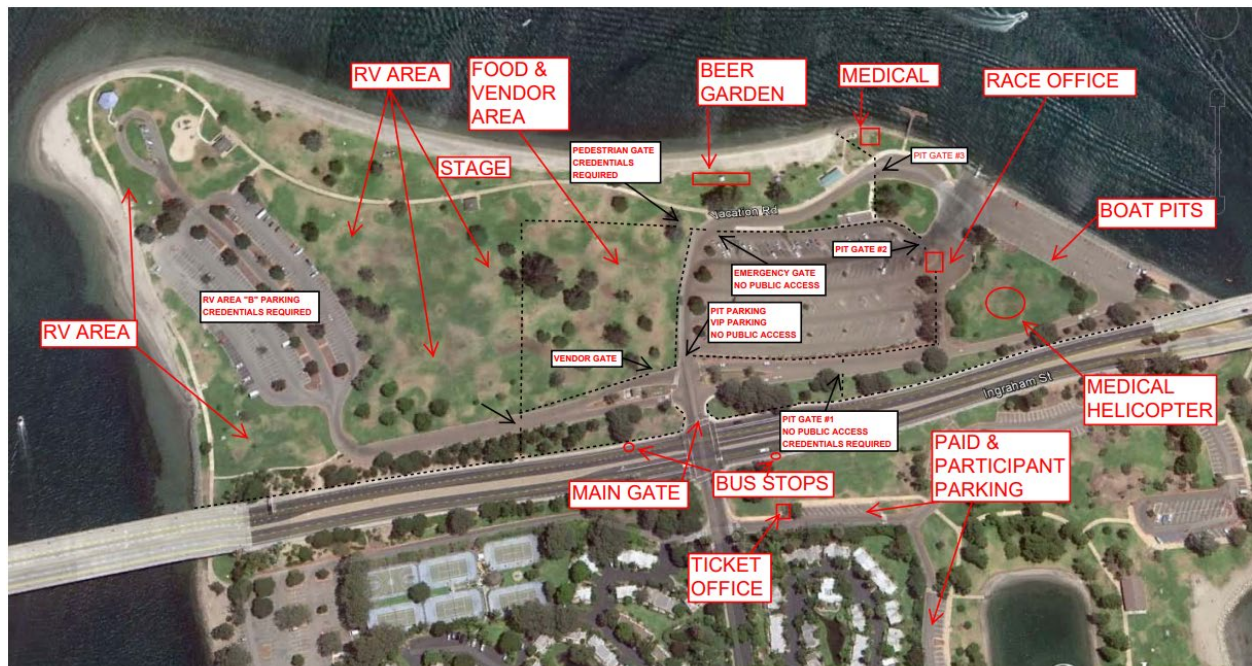 RV AREA
FOOD &
VENDOR
AREA
BEER
GARDEN
MEDICAL
RACE OFFICE
PEDESTRIAN GATE
CREDENTIALS
REQUIRED
STAGE
PIT GATE #3
BOAT PITS
PIT GATE #2
EMERGENCY GATE
NO PUBLIC ACCESS
RV AREA "B" PARKING
CREDENTIALS REQUIRED
PIT PARKING
VIP PARKING
NO PUBLIC ACCESS
RV AREA
VENDOR GATE
Ingraham St
MEDICAL
HELICOPTER
PIT GATE #1
NO PUBLIC ACCESS
CREDENTIALS REQUIRED
PAID &
PARTICIPANT
PARKING
MAIN GATE
BUS STOPS
TICKET
OFFICE